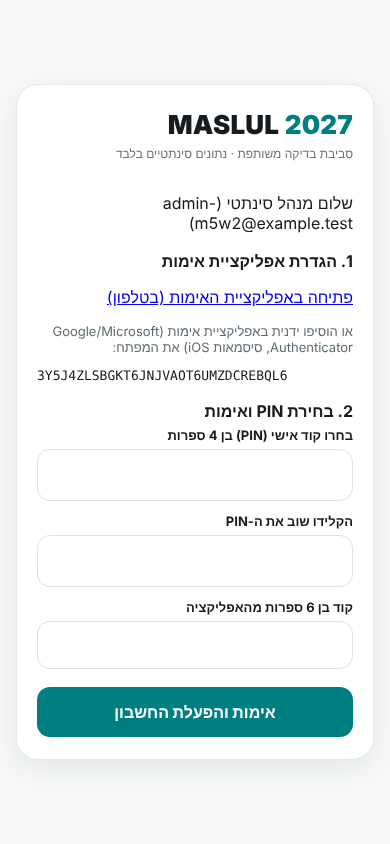 MASLUL 2027
סביבת בדיקה משותפת · נתונים סינתטיים בלבד
שלום מנהל סינתטי (admin-
m5w2@example.test)
1. הגדרת אפליקציית אימות
פתיחה באפליקציית האימות (בטלפון)
או הוסיפו ידנית באפליקציית אימות (Google/Microsoft
Authenticator, סיסמאות iOS) את המפתח:
3Y5J4ZLSBGKT6JNJVAOT6UMZDCREBQL6
2. בחירת PIN ואימות
בחרו קוד אישי (PIN) בן 4 ספרות
הקלידו שוב את ה-PIN
קוד בן 6 ספרות מהאפליקציה
אימות והפעלת החשבון